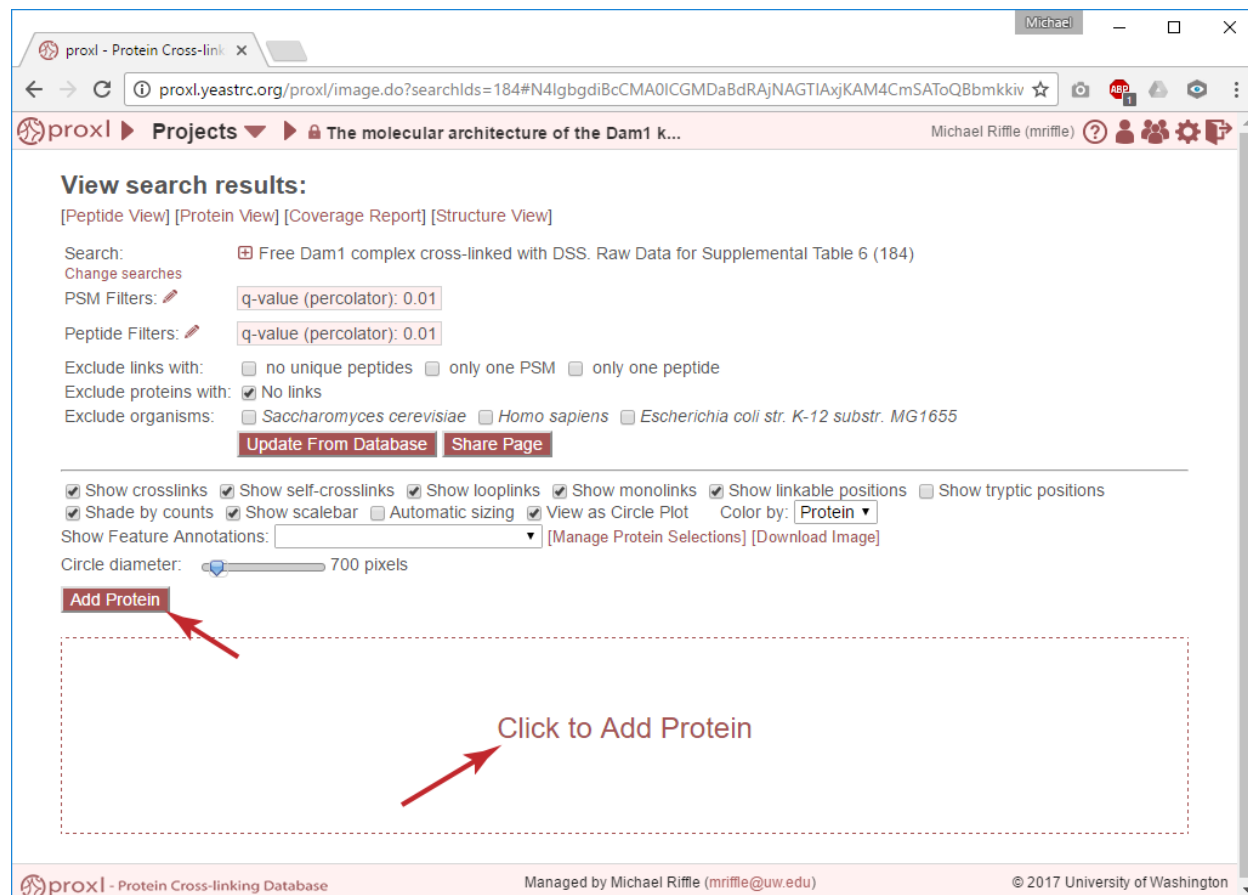 Michael
proxl - Protein Cross-link
proxl.yeastrc.org/proxl/image.do?searchIds=184#N4IgbgdiBcCMA0ICGMDaBdRAjNAGTIAxjKAM4CmSAToQBbmkkiv
ABP
1
proxl Projects The molecular architecture of the Dam1 k... Michael Riffle (mriffle)
View search results:
[Peptide View] [Protein View] [Coverage Report] [Structure View]
Search: Free Dam1 complex cross-linked with DSS. Raw Data for Supplemental Table 6 (184)
Change searches
PSM Filters: q-value (percolator): 0.01
Peptide Filters: q-value (percolator): 0.01
Exclude links with: no unique peptides only one PSM only one peptide
Exclude proteins with: No links
Exclude organisms: Saccharomyces cerevisiae Homo sapiens Escherichia coli str. K-12 substr. MG1655
Update From Database Share Page
Show crosslinks Show self-crosslinks Show looplinks Show monolinks Show linkable positions Show tryptic positions
Shade by counts Show scalebar Automatic sizing View as Circle Plot Color by: Protein
Show Feature Annotations: [Manage Protein Selections] [Download Image]
Circle diameter: 700 pixels
Add Protein
Click to Add Protein
proxl - Protein Cross-linking Database Managed by Michael Riffle (mriffle@uw.edu) © 2017 University of Washington